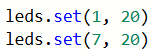 leds.set(1, 20)
leds.set(7, 20)